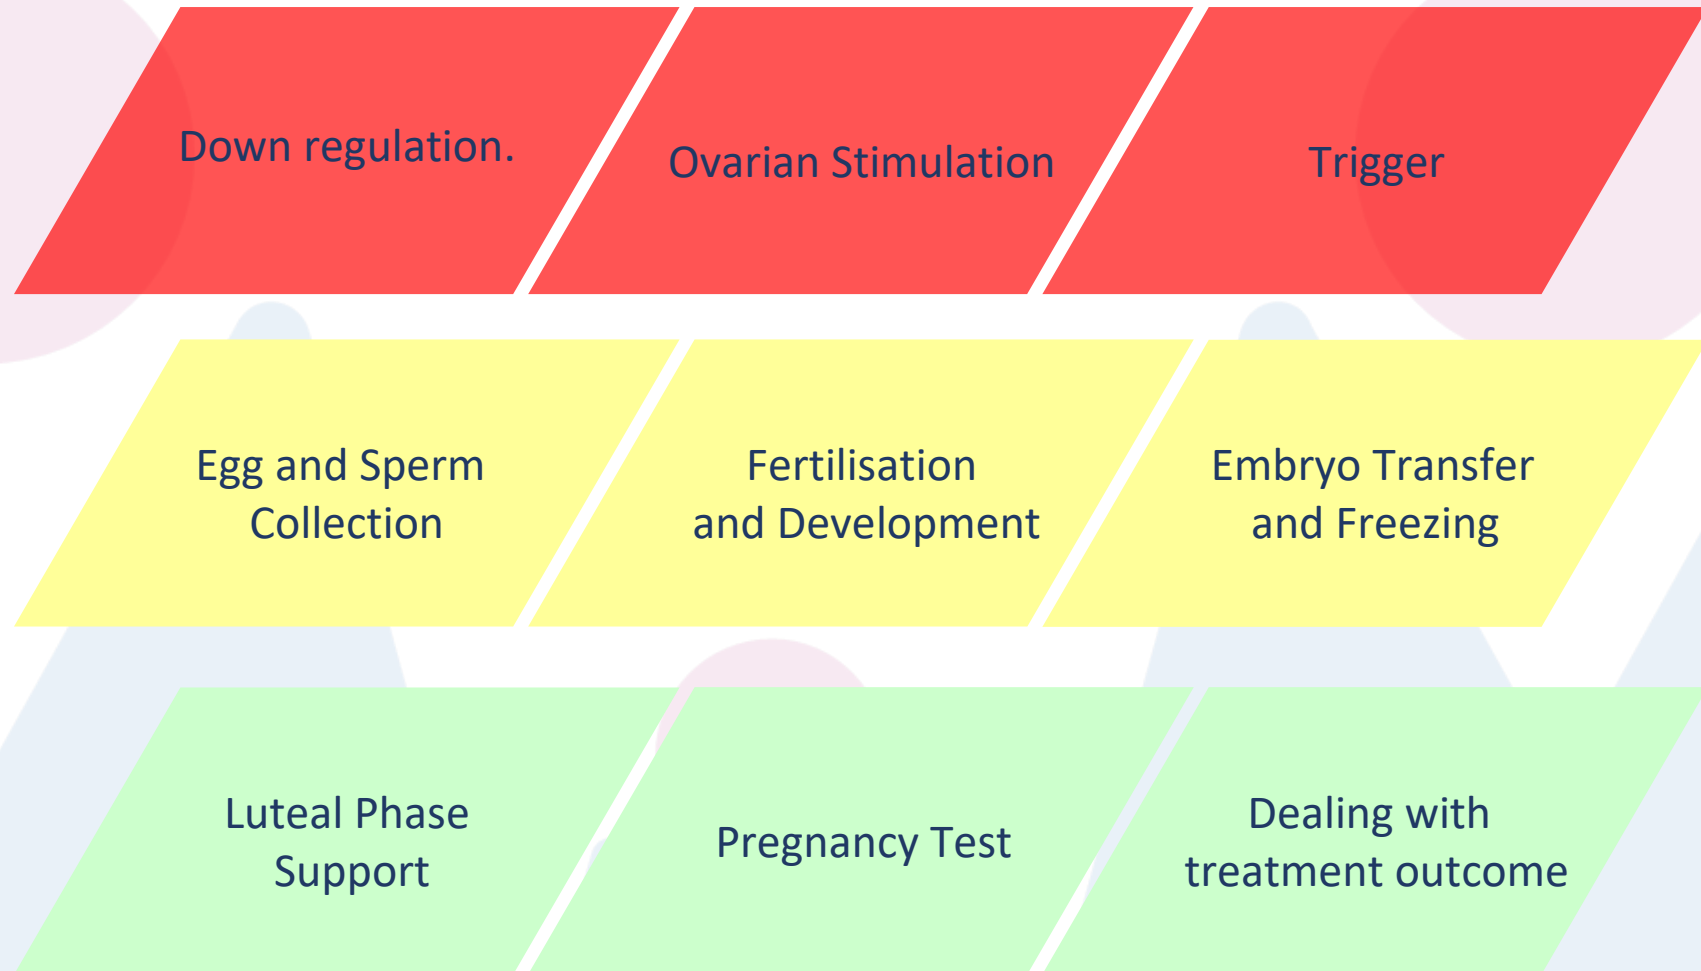 Down regulation.
Ovarian Stimulation
Trigger
Egg and Sperm
Collection
Fertilisation
and Development
Embryo Transfer
and Freezing
Luteal Phase
Support
Pregnancy Test
Dealing with
treatment outcome